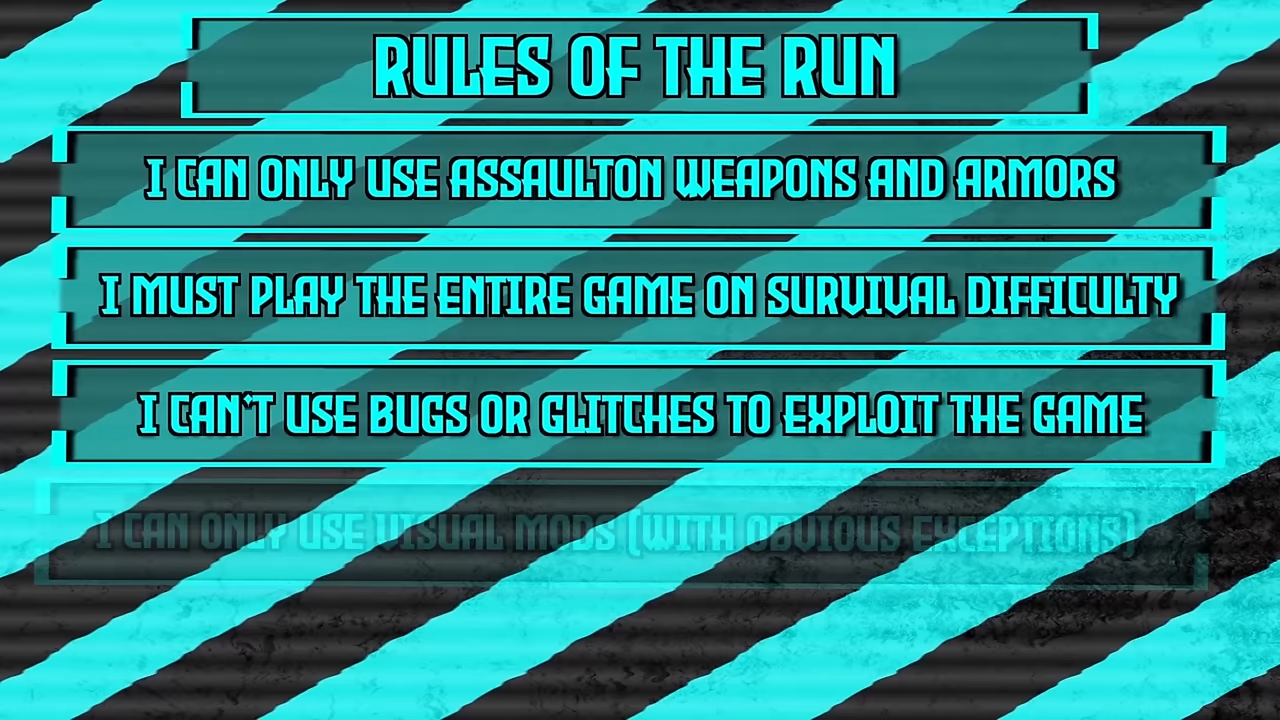 RULES OF THE RUN
I CAN ONLY USE ASSAULTON WEAPONS AND ARMORS
I MUST PLAY THE ENTIRE GAME ON SURVIVAL DIFFICULTY
I CAN'T USE BUGS OR GLITCHES TO EXPLOIT THE GAME
I CAN ONLY USE VISUAL MODS (WITH OBVIOUS EXCEPTIONS)